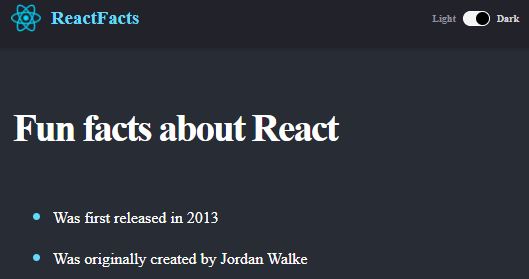 ReactFacts
Light Dark
Fun facts about React
Was first released in 2013
Was originally created by Jordan Walke